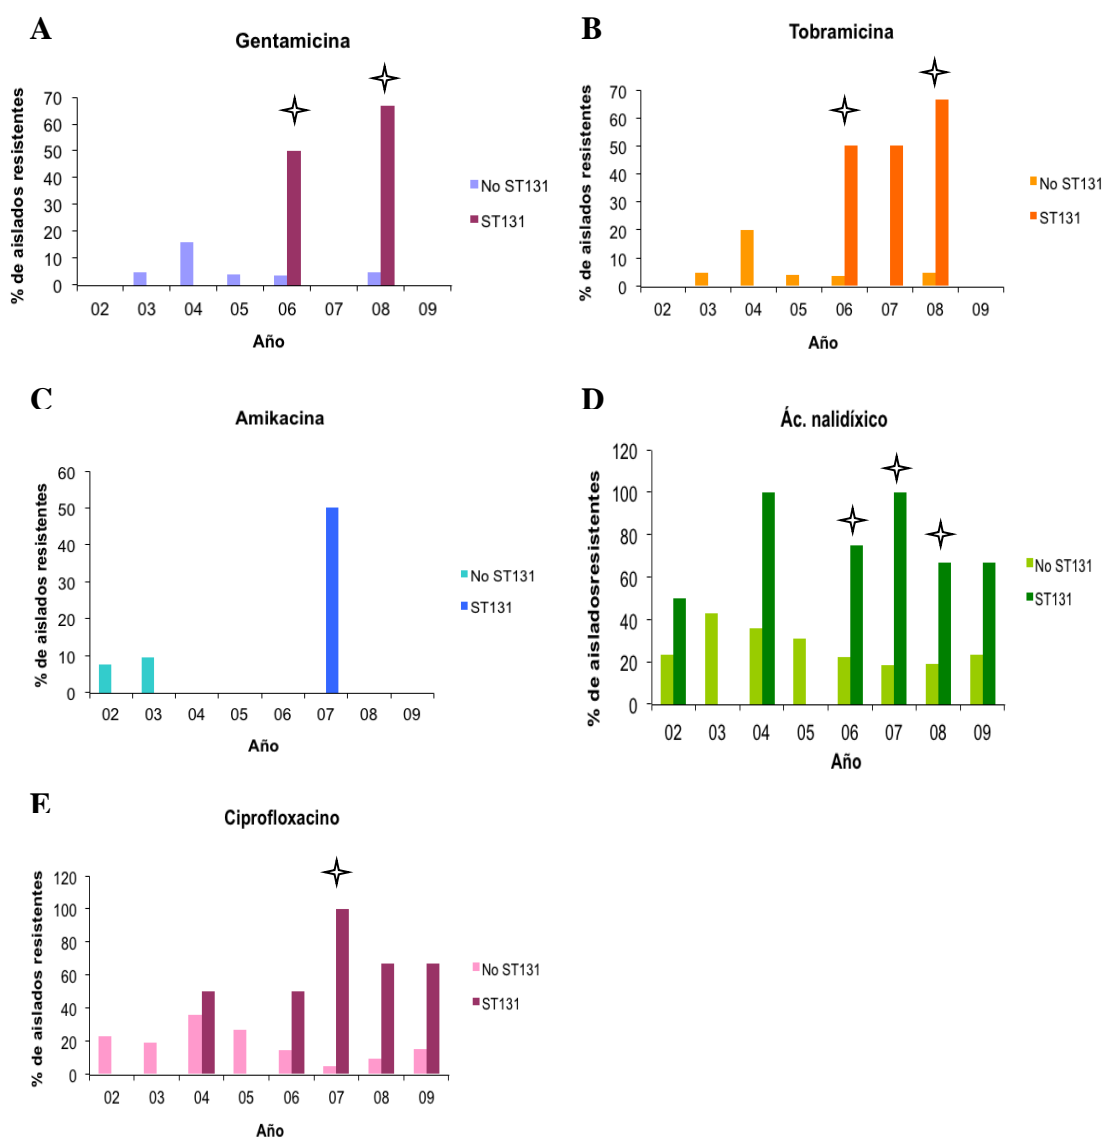 A
Gentamicina
% de aislados resistentes
70
60
50
40
30
20
10
0
02 03 04 05 06 07 08 09
Año
No ST131
ST131
B
Tobramicina
% de aislados resistentes
70
60
50
40
30
20
10
0
02 03 04 05 06 07 08 09
Año
No ST131
ST131
C
Amikacina
% de aislados resistentes
60
50
40
30
20
10
0
02 03 04 05 06 07 08 09
Año
No ST131
ST131
D
Ác. nalidíxico
% de aisladosresistentes
120
100
80
60
40
20
0
02 03 04 05 06 07 08 09
Año
No ST131
ST131
E
Ciprofloxacino
% de aislados resistentes
120
100
80
60
40
20
0
02 03 04 05 06 07 08 09
Año
No ST131
ST131